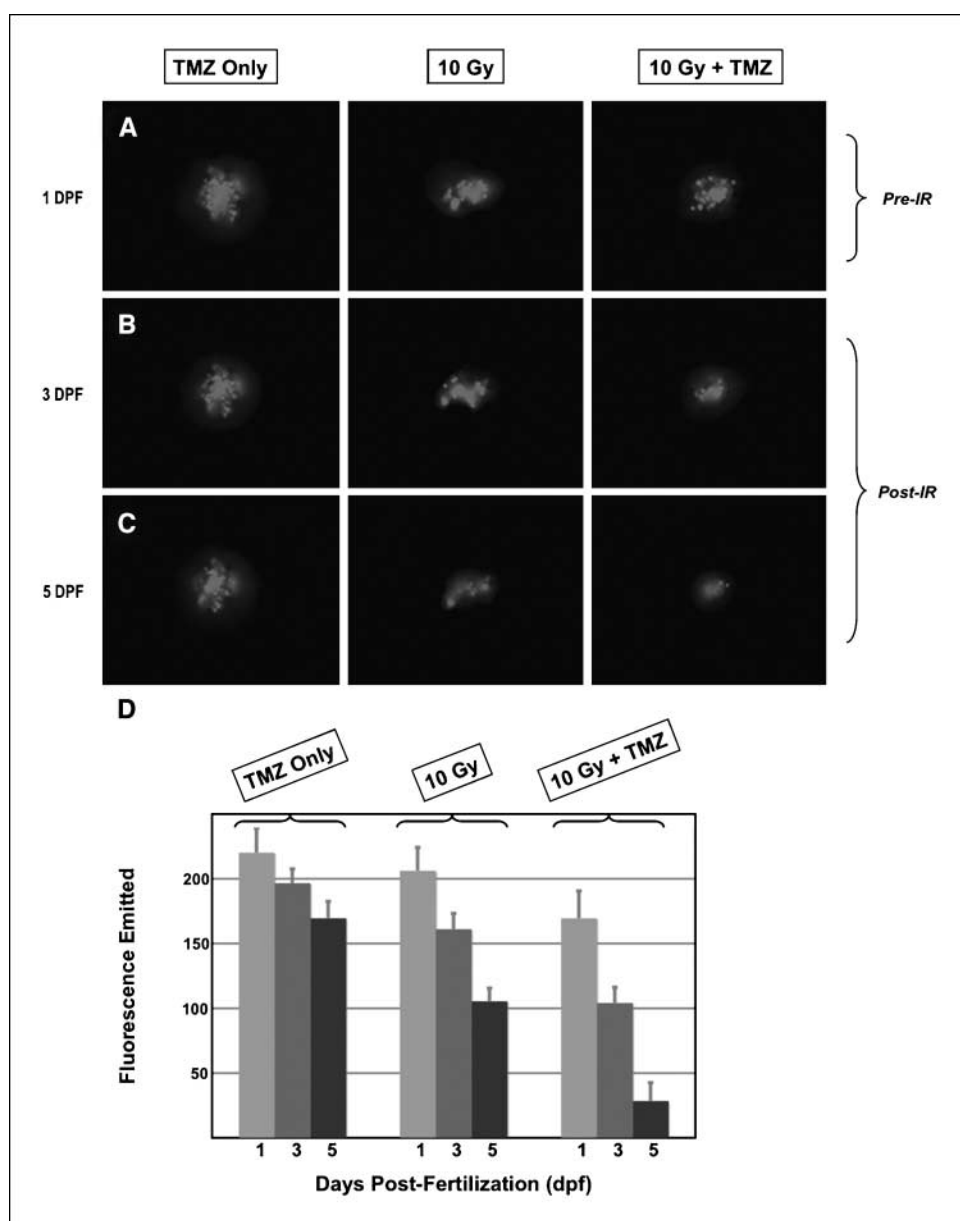 TMZ Only
10 Gy
10 Gy + TMZ
A
1 DPF
Pre-IR
B
3 DPF
Post-IR
C
5 DPF
D
TMZ Only
10 Gy
10 Gy + TMZ
Fluorescence Emitted
200
150
100
50
1 3 5 1 3 5 1 3 5
Days Post-Fertilization (dpf)